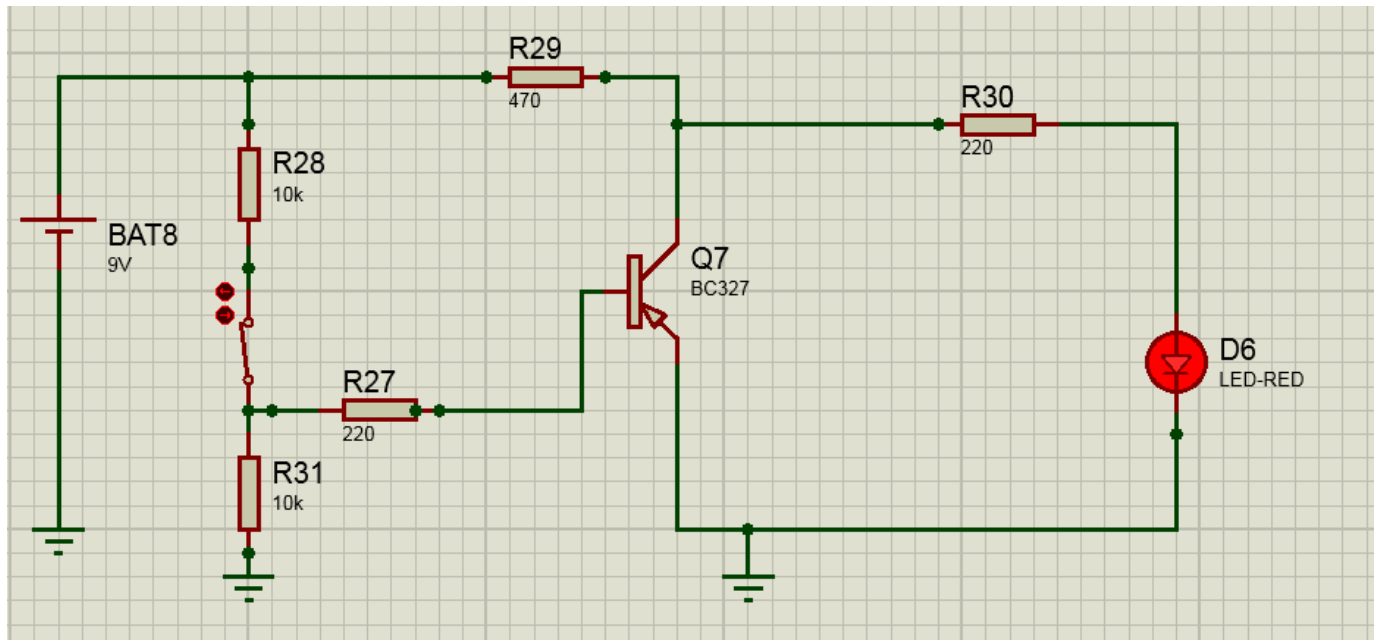 R29
470
R30
220
R28
10k
BAT8
9V
Q7
BC327
D6
LED-RED
R27
220
R31
10k